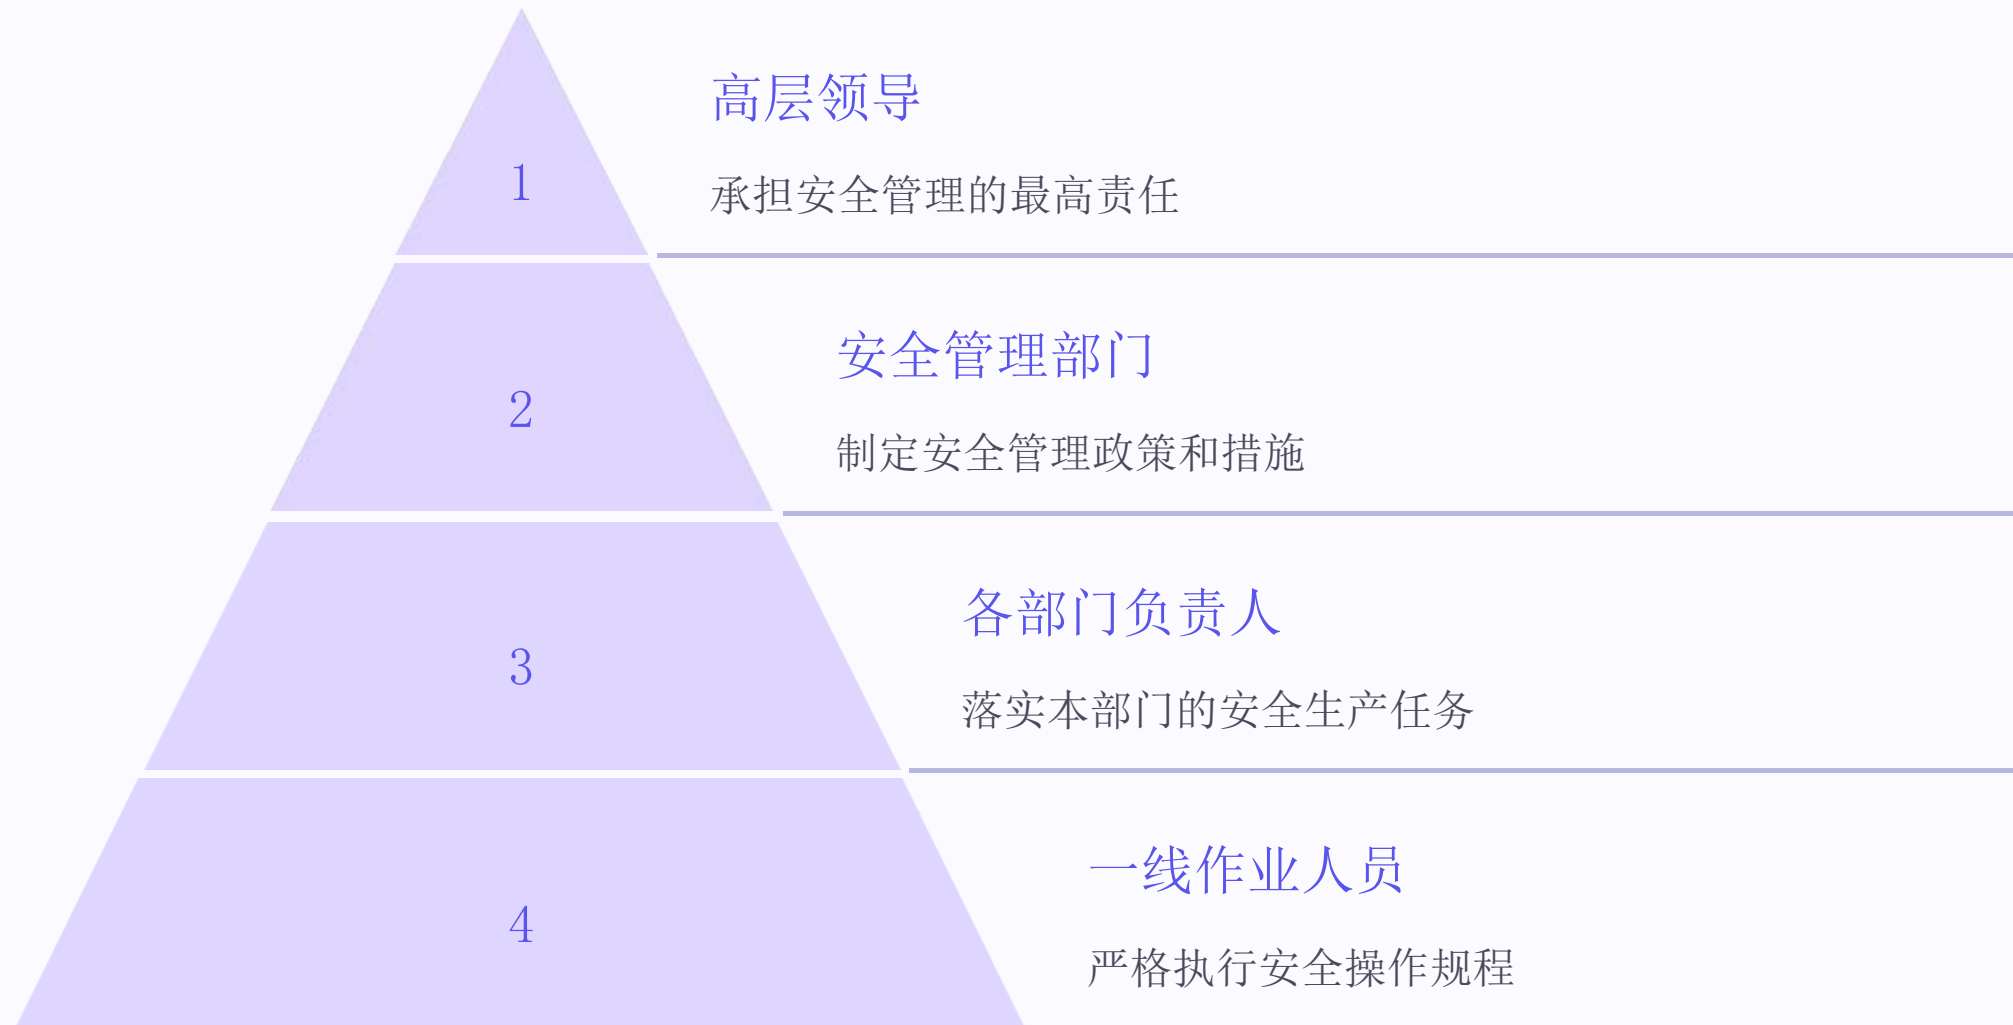 高层领导
1
承担安全管理的最高责任
安全管理部门
2
制定安全管理政策和措施
各部门负责人
3
落实本部门的安全生产任务
一线作业人员
4
严格执行安全操作规程